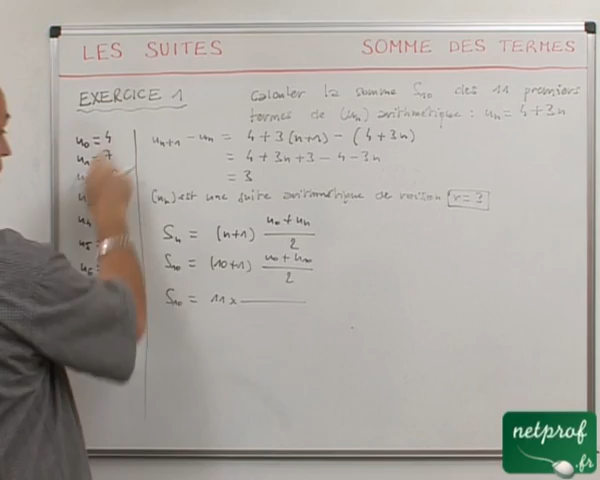 LES SUITES SOMME DES TERMES
EXERCICE 1 Calculer la somme S₁₀ des 11 premiers
termes de (uₙ) arithmétique : uₙ = 4 + 3n
u₀ = 4
u₁ = 7
u₄
u₅ =
u₆
uₙ₊₁ − uₙ = 4 + 3(n+1) − (4 + 3n)
= 4 + 3n + 3 − 4 − 3n
= 3
(uₙ) est une suite arithmétique de raison r = 3
Sₙ = (n+1) (u₀ + uₙ)/2
S₁₀ = (10+1) (u₀ + u₁₀)/2
S₁₀ = 11 ×
netprof
.fr